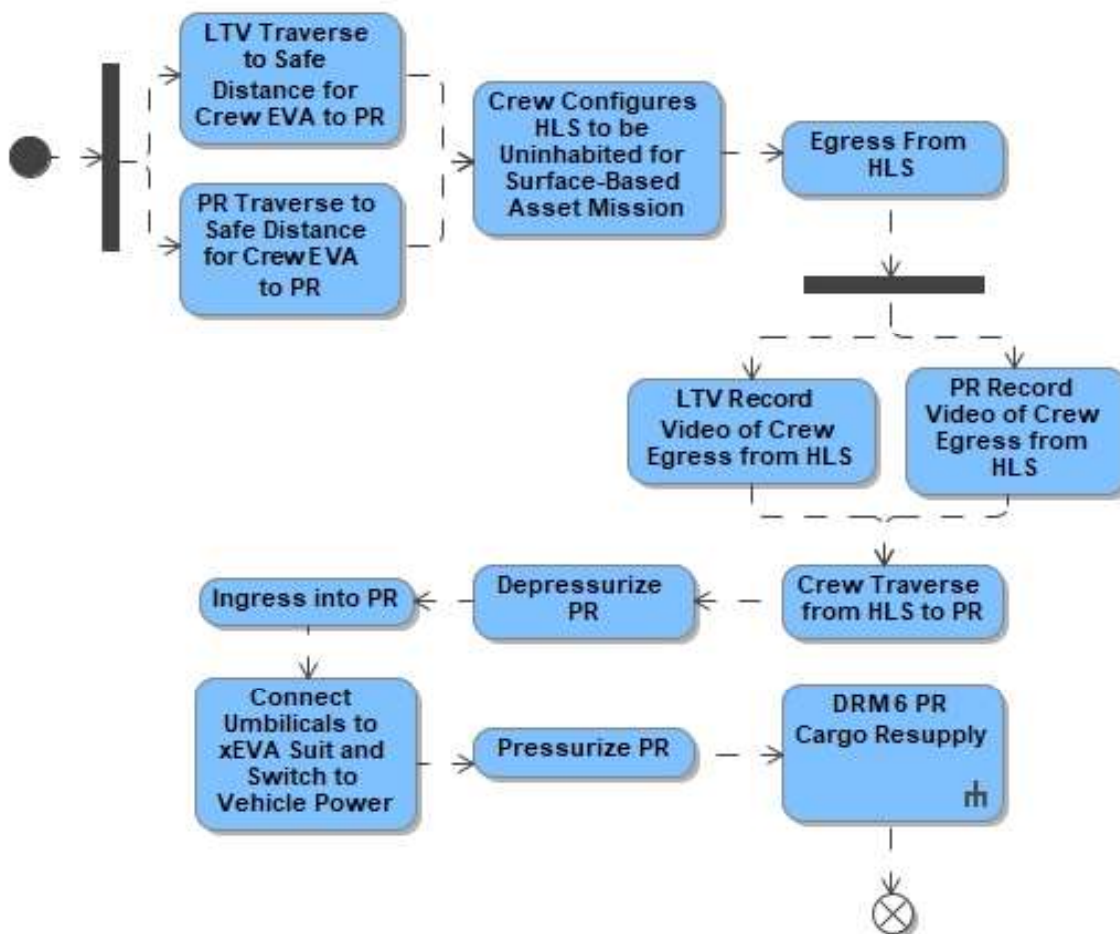 LTV Traverse
to Safe
Distance for
Crew EVA to PR
PR Traverse to
Safe Distance
for Crew EVA
to PR
Crew Configures
HLS to be
Uninhabited for
Surface-Based
Asset Mission
Egress From
HLS
LTV Record
Video of Crew
Egress from HLS
PR Record
Video of Crew
Egress from
HLS
Crew Traverse
from HLS to PR
Depressurize
PR
Ingress into PR
Connect
Umbilicals to
xEVA Suit and
Switch to
Vehicle Power
Pressurize PR
DRM 6 PR
Cargo Resupply